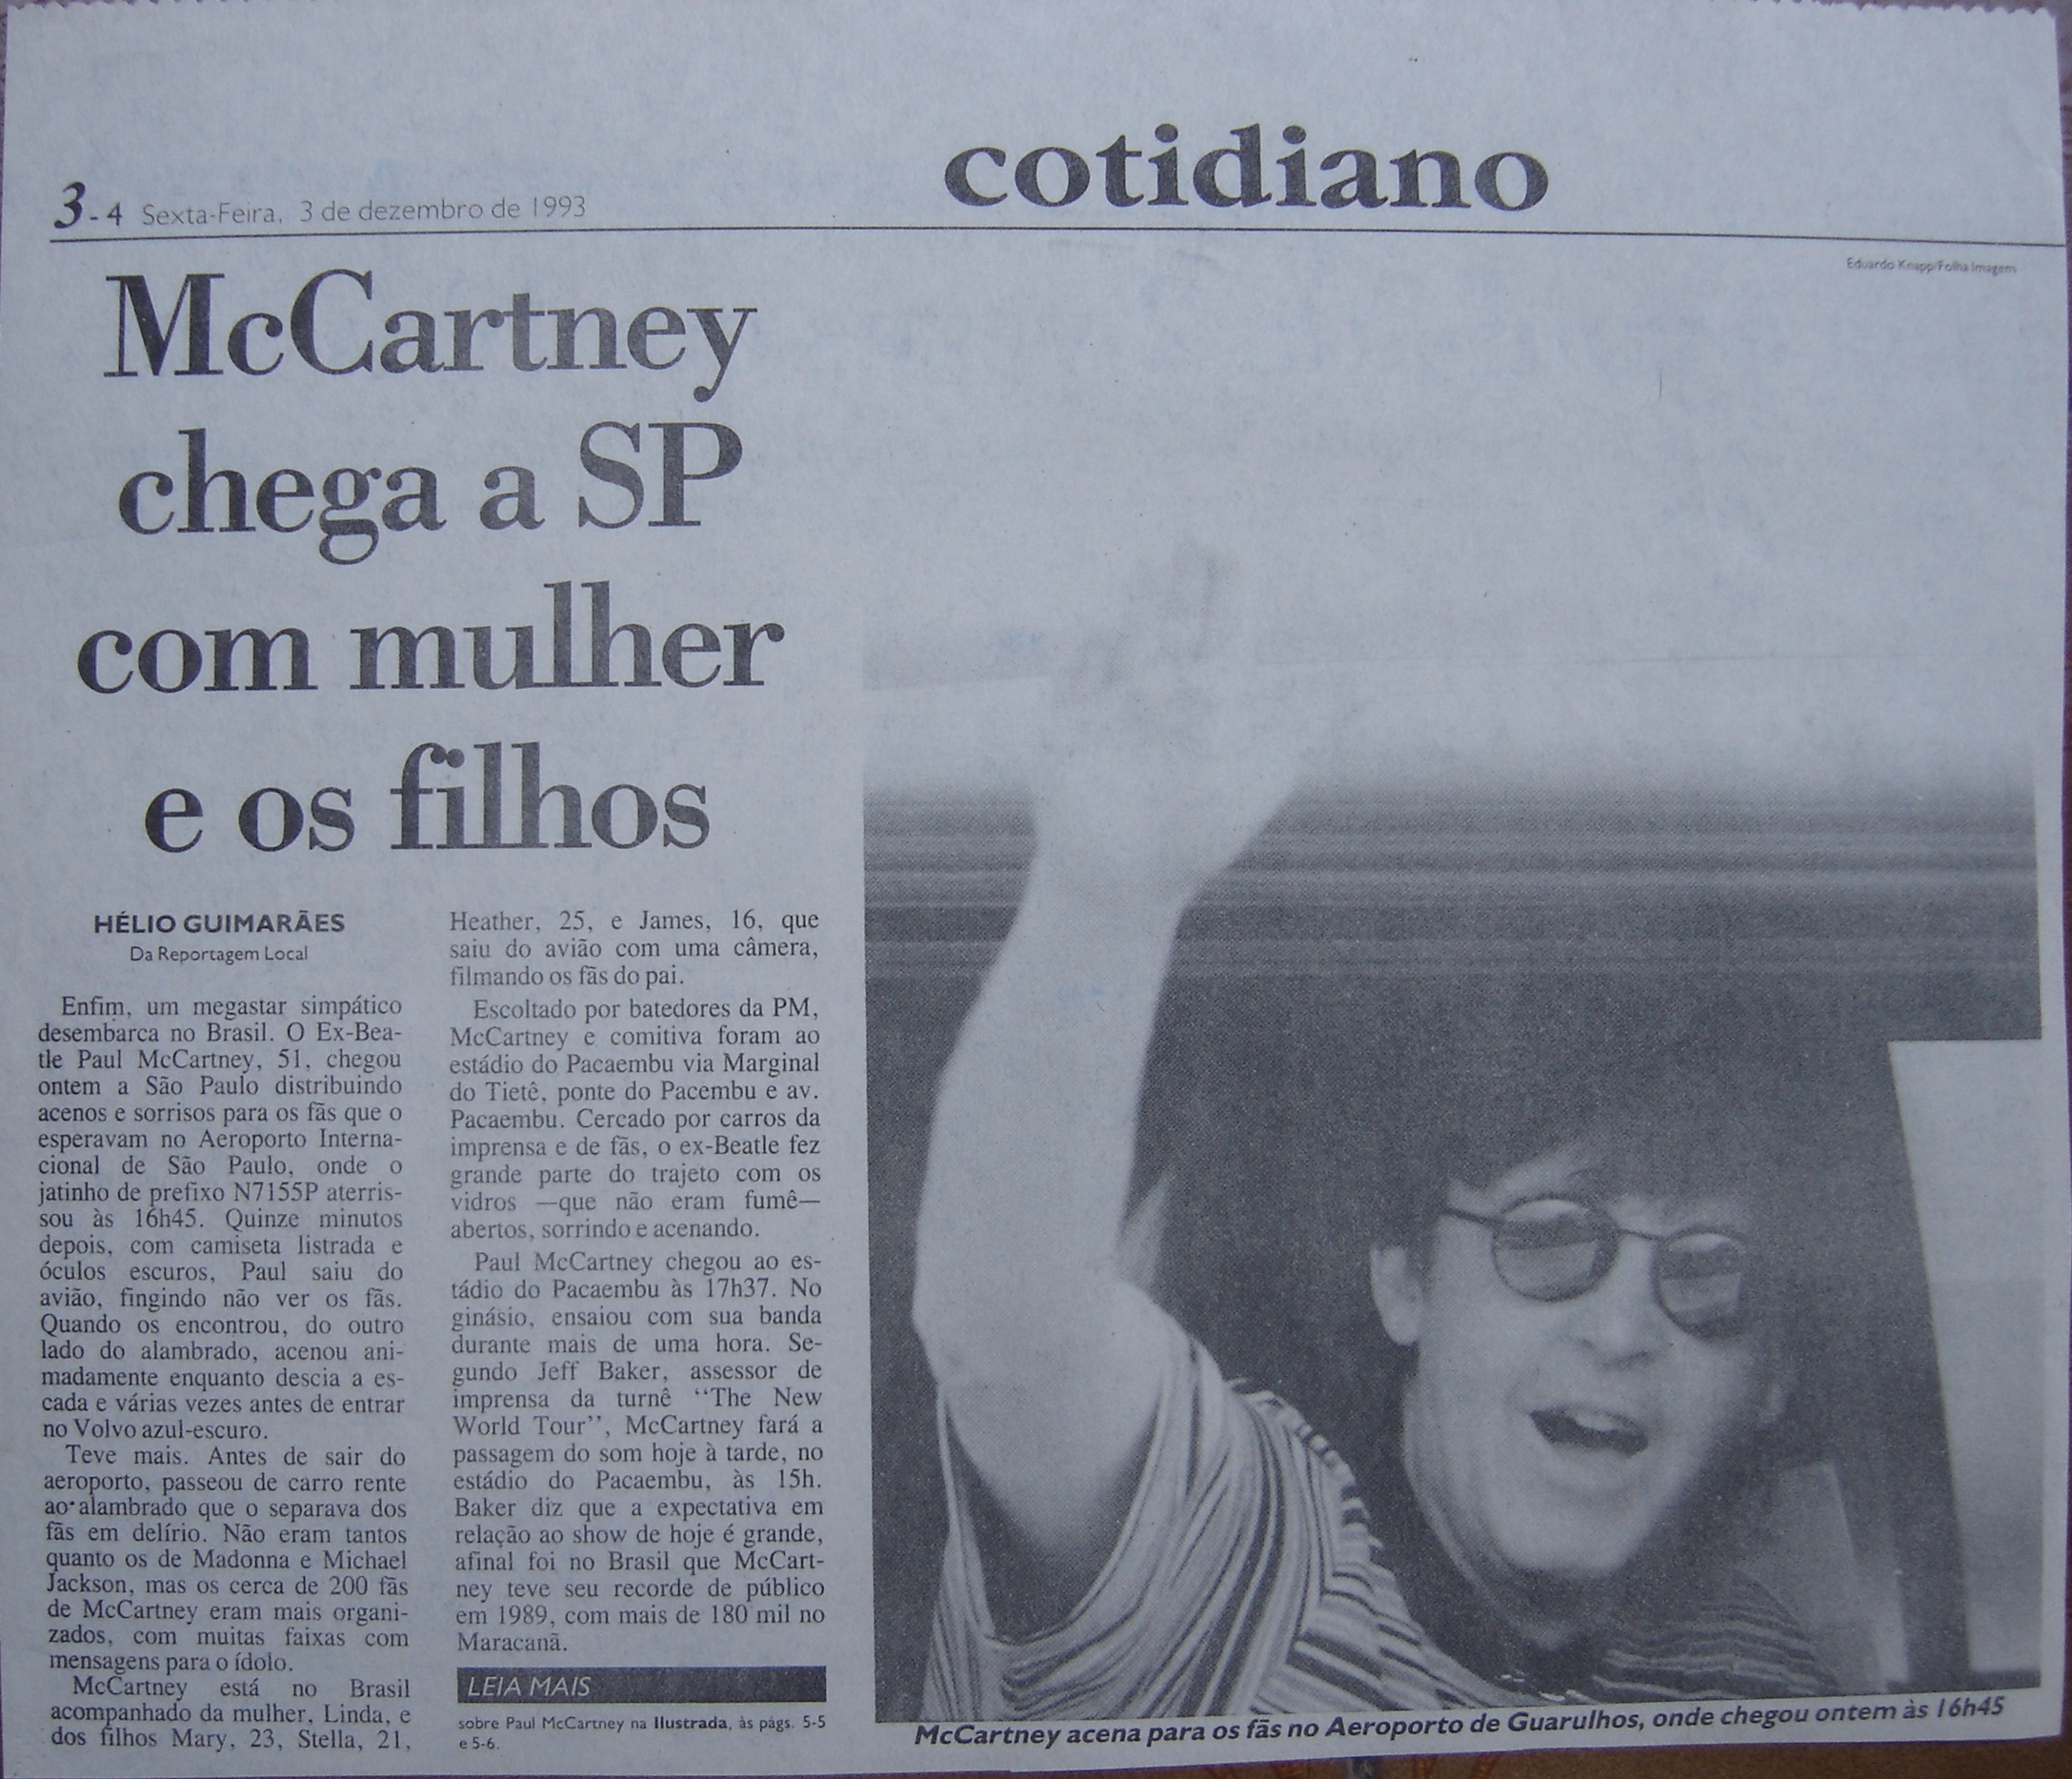 3-4 Sexta-Feira, 3 de dezembro de 1993
cotidiano
Eduardo Knapp/Folha Imagem
McCartney
chega a SP
com mulher
e os filhos
HÉLIO GUIMARÃES
Da Reportagem Local
Enfim, um megastar simpático
desembarca no Brasil. O Ex-Bea-
tle Paul McCartney, 51, chegou
ontem a São Paulo distribuindo
acenos e sorrisos para os fãs que o
esperavam no Aeroporto Interna-
cional de São Paulo, onde o
jatinho de prefixo N7155P aterris-
sou às 16h45. Quinze minutos
depois, com camiseta listrada e
óculos escuros, Paul saiu do
avião, fingindo não ver os fãs.
Quando os encontrou, do outro
lado do alambrado, acenou ani-
madamente enquanto descia a es-
cada e várias vezes antes de entrar
no Volvo azul-escuro.
Teve mais. Antes de sair do
aeroporto, passeou de carro rente
ao alambrado que o separava dos
fãs em delírio. Não eram tantos
quanto os de Madonna e Michael
Jackson, mas os cerca de 200 fãs
de McCartney eram mais organi-
zados, com muitas faixas com
mensagens para o ídolo.
McCartney está no Brasil
acompanhado da mulher, Linda, e
dos filhos Mary, 23, Stella, 21,
Heather, 25, e James, 16, que
saiu do avião com uma câmera,
filmando os fãs do pai.
Escoltado por batedores da PM,
McCartney e comitiva foram ao
estádio do Pacaembu via Marginal
do Tietê, ponte do Pacembu e av.
Pacaembu. Cercado por carros da
imprensa e de fãs, o ex-Beatle fez
grande parte do trajeto com os
vidros —que não eram fumê—
abertos, sorrindo e acenando.
Paul McCartney chegou ao es-
tádio do Pacaembu às 17h37. No
ginásio, ensaiou com sua banda
durante mais de uma hora. Se-
gundo Jeff Baker, assessor de
imprensa da turnê “The New
World Tour”, McCartney fará a
passagem do som hoje à tarde, no
estádio do Pacaembu, às 15h.
Baker diz que a expectativa em
relação ao show de hoje é grande,
afinal foi no Brasil que McCart-
ney teve seu recorde de público
em 1989, com mais de 180 mil no
Maracanã.
LEIA MAIS
sobre Paul McCartney na Ilustrada, às págs. 5-5
e 5-6.
McCartney acena para os fãs no Aeroporto de Guarulhos, onde chegou ontem às 16h45